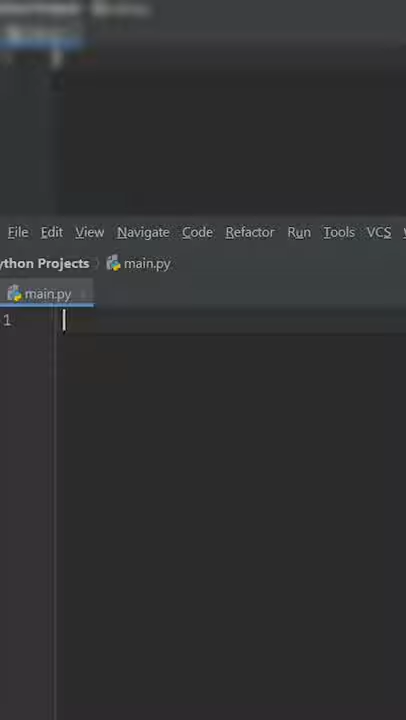 File Edit View Navigate Code Refactor Run Tools VCS
ython Projects main.py
main.py
1